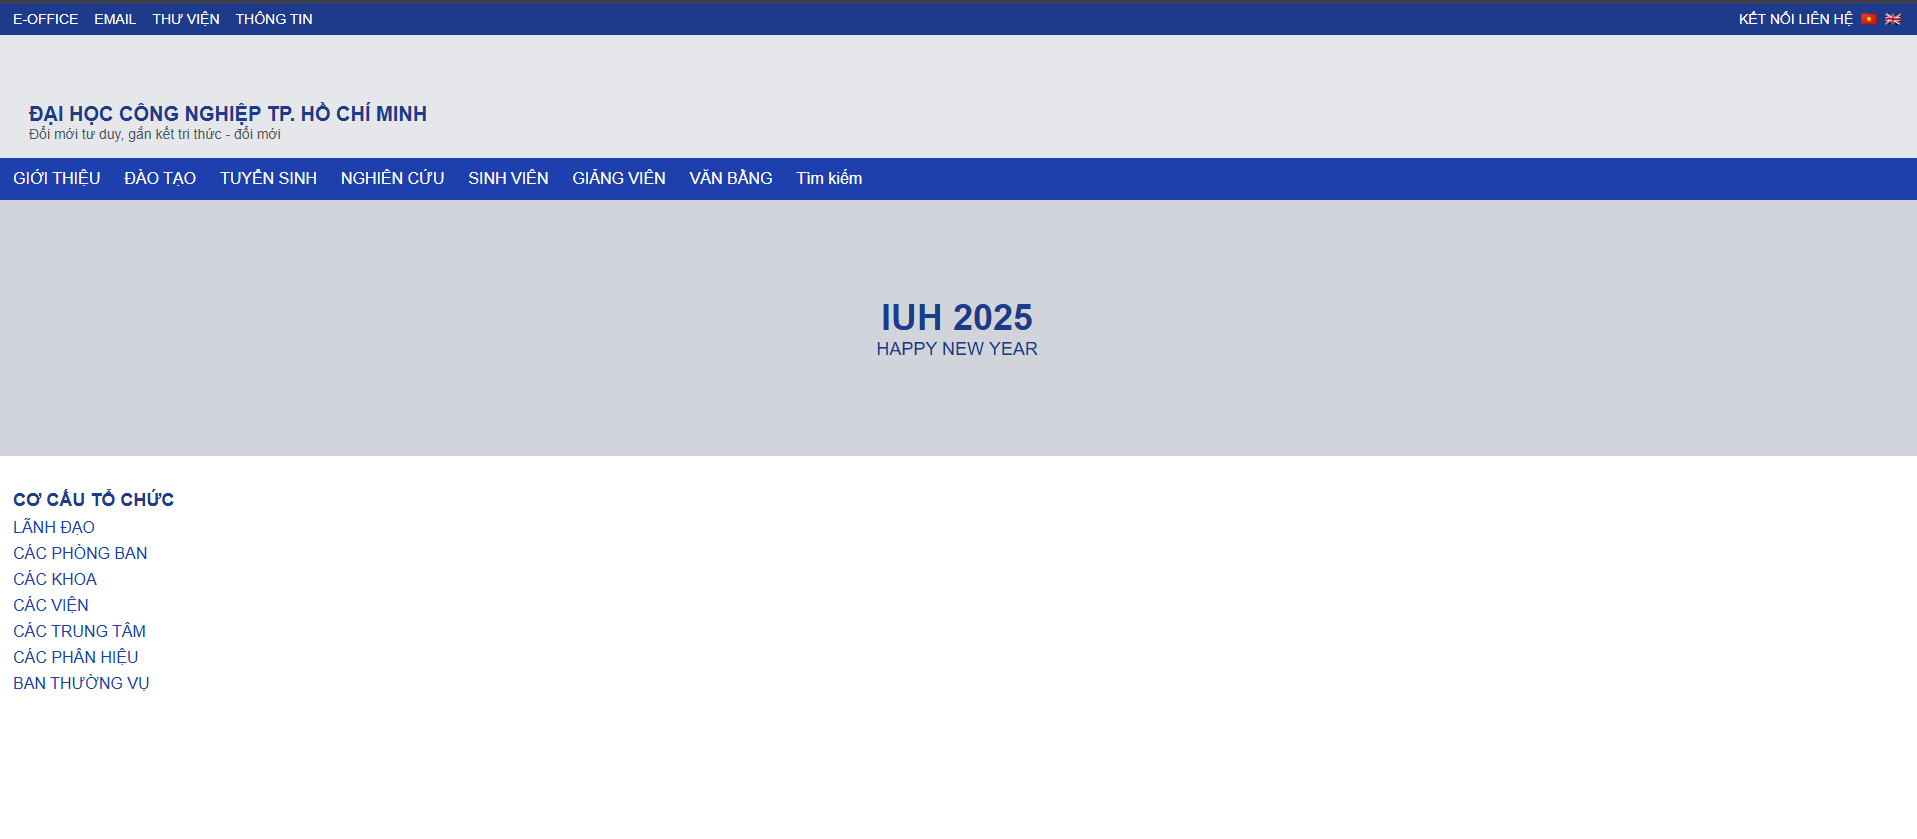 E-OFFICE EMAIL THƯ VIỆN THÔNG TIN KẾT NỐI LIÊN HỆ
ĐẠI HỌC CÔNG NGHIỆP TP. HỒ CHÍ MINH
Đổi mới tư duy, gắn kết tri thức - đổi mới
GIỚI THIỆU ĐÀO TẠO TUYỂN SINH NGHIÊN CỨU SINH VIÊN GIẢNG VIÊN VĂN BẰNG Tìm kiếm
IUH 2025
HAPPY NEW YEAR
CƠ CẤU TỔ CHỨC
LÃNH ĐẠO
CÁC PHÒNG BAN
CÁC KHOA
CÁC VIỆN
CÁC TRUNG TÂM
CÁC PHÂN HIỆU
BAN THƯỜNG VỤ